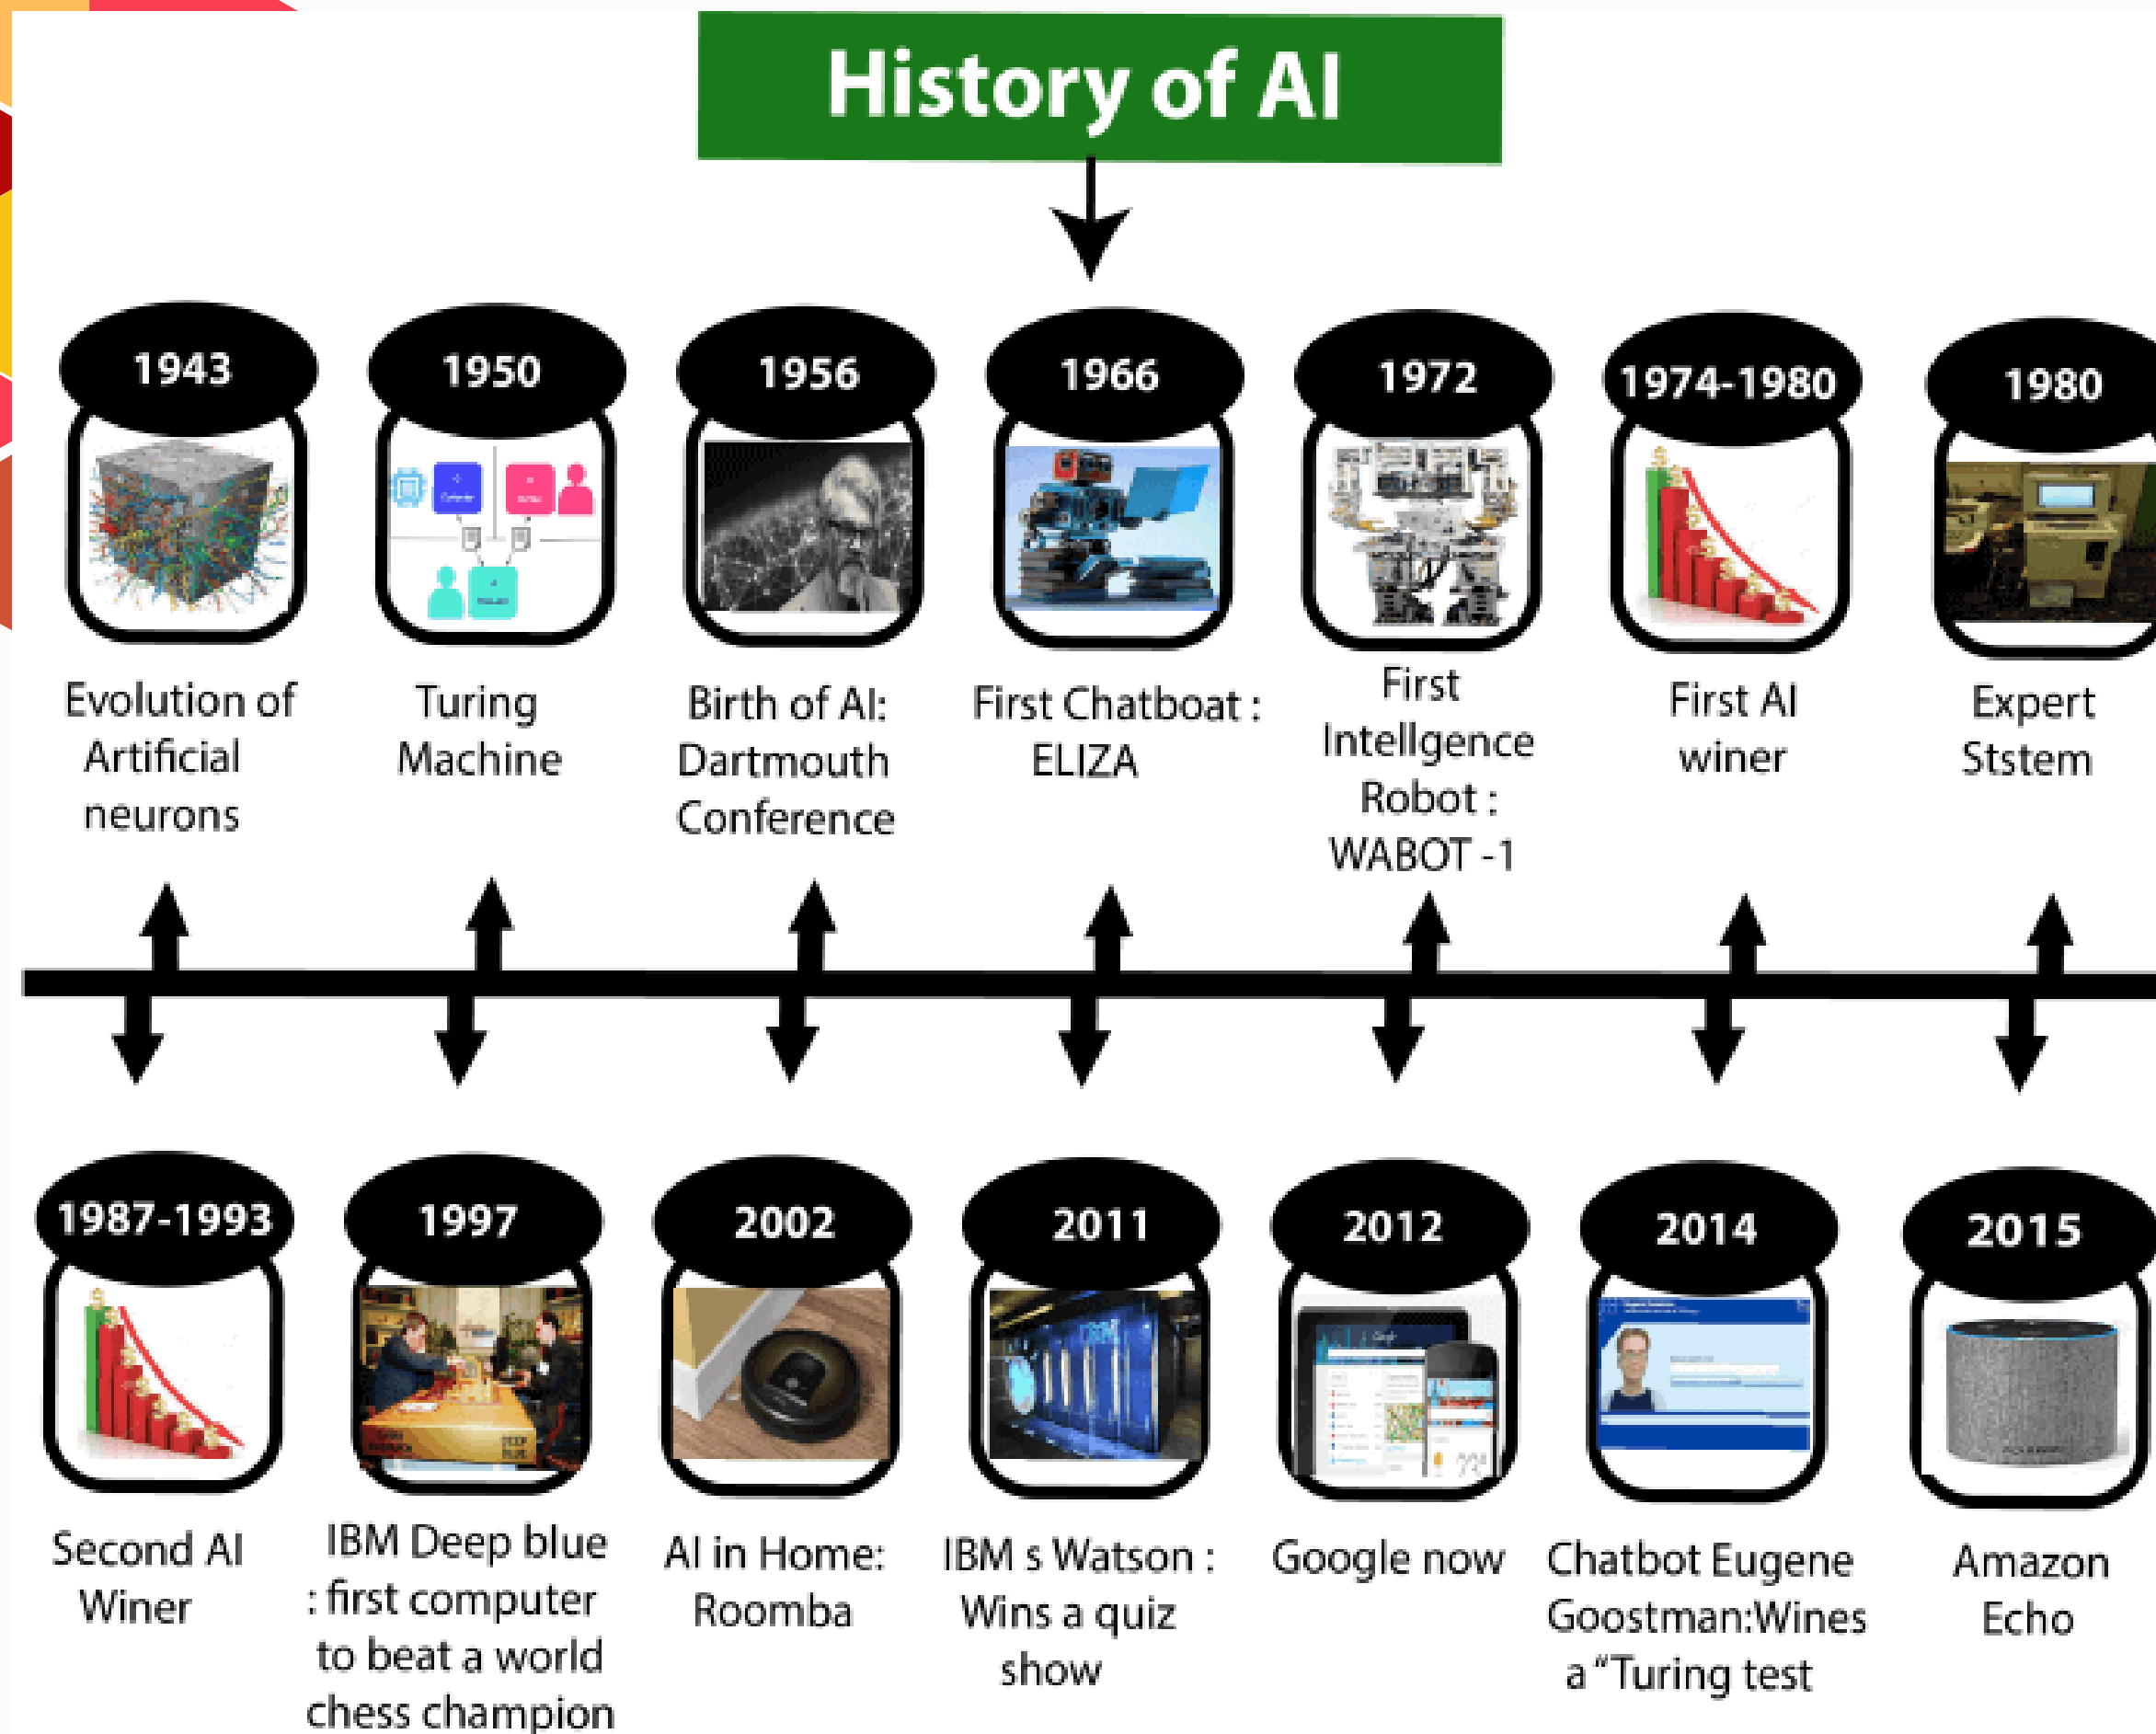 History of AI
1943
1950
1956
1966
1972
1974-1980
1980
Evolution of
Artificial
neurons
Turing
Machine
Birth of AI:
Dartmouth
Conference
First Chatboat :
ELIZA
First
Intellgence
Robot :
WABOT -1
First AI
winer
Expert
Ststem
1987-1993
1997
2002
2011
2012
2014
2015
IBM
DEEP
BLUE
Second AI
Winer
IBM Deep blue
: first computer
to beat a world
chess champion
AI in Home:
Roomba
IBM s Watson :
Wins a quiz
show
Google now
Chatbot Eugene
Goostman:Wines
a “Turing test
Amazon
Echo